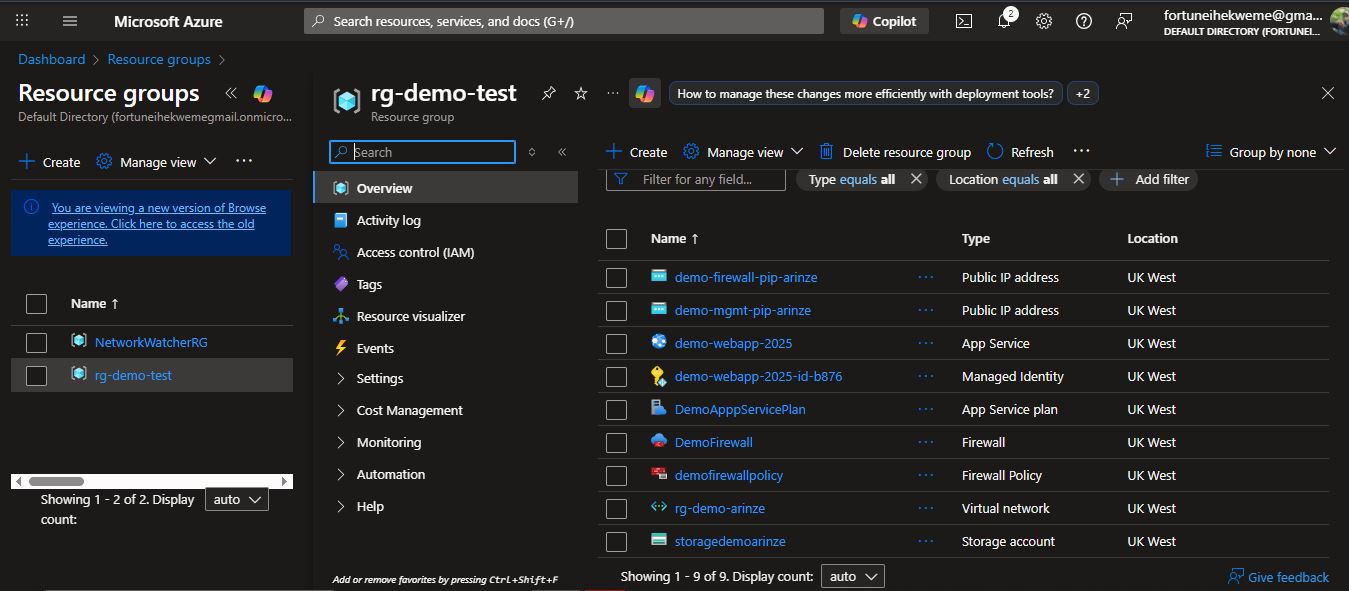 Microsoft Azure
Search resources, services, and docs (G+/)
Copilot
2
fortuneihekweme@gma...
DEFAULT DIRECTORY (FORTUNEI...
Dashboard > Resource groups >
Resource groups
Default Directory (fortuneihekwemegmail.onmicro...
+ Create
Manage view
...
You are viewing a new version of Browse
experience. Click here to access the old
experience.
Name ↑
NetworkWatcherRG
rg-demo-test
Showing 1 - 2 of 2. Display
count:
auto
rg-demo-test
Resource group
...
How to manage these changes more efficiently with deployment tools?
+2
Search
Overview
Activity log
Access control (IAM)
Tags
Resource visualizer
Events
Settings
Cost Management
Monitoring
Automation
Help
Add or remove favorites by pressing Ctrl+Shift+F
+ Create
Manage view
Delete resource group
Refresh
...
Group by none
Filter for any field...
Type equals all
Location equals all
Add filter
Name ↑ Type Location
demo-firewall-pip-arinze ... Public IP address UK West
demo-mgmt-pip-arinze ... Public IP address UK West
demo-webapp-2025 ... App Service UK West
demo-webapp-2025-id-b876 ... Managed Identity UK West
DemoApppServicePlan ... App Service plan UK West
DemoFirewall ... Firewall UK West
demofirewallpolicy ... Firewall Policy UK West
rg-demo-arinze ... Virtual network UK West
storagedemoarinze ... Storage account UK West
Showing 1 - 9 of 9. Display count: auto
Give feedback